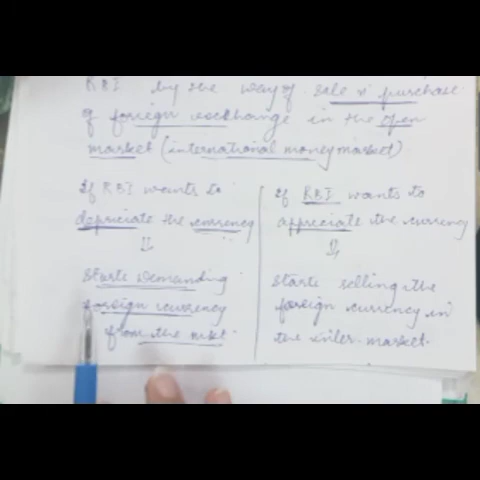 RBI by the way of sale n purchase
of foreign exchange in the open
market (international money market)
If RBI wants to
depreciate the currency
⇓
starts demanding
foreign currency
from the mkt
If RBI wants to
appreciate the currency
⇓
starts selling the
foreign currency in
the inter. market.